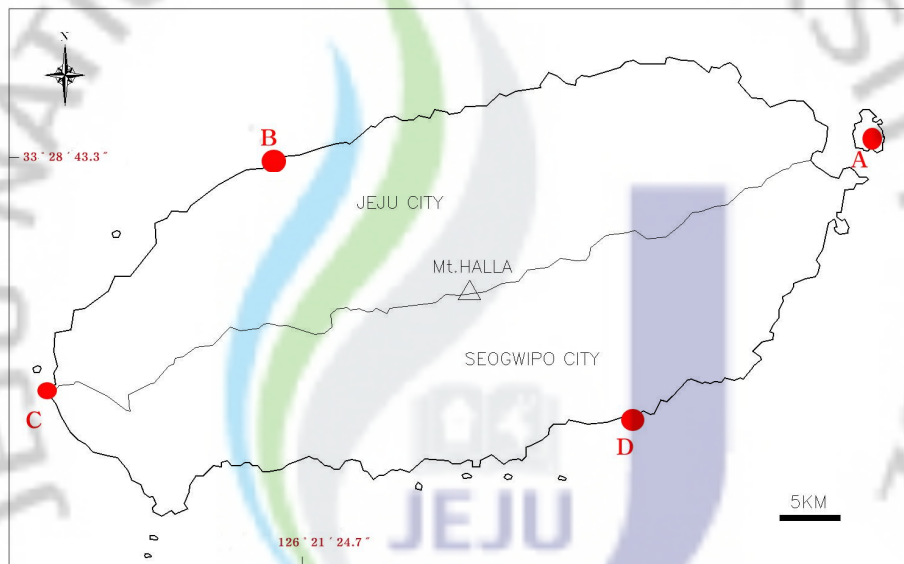 N
B
A
33°28′43.3″
JEJU CITY
Mt.HALLA
SEOGWIPO CITY
C
D
5KM
126°21′24.7″
JEJU